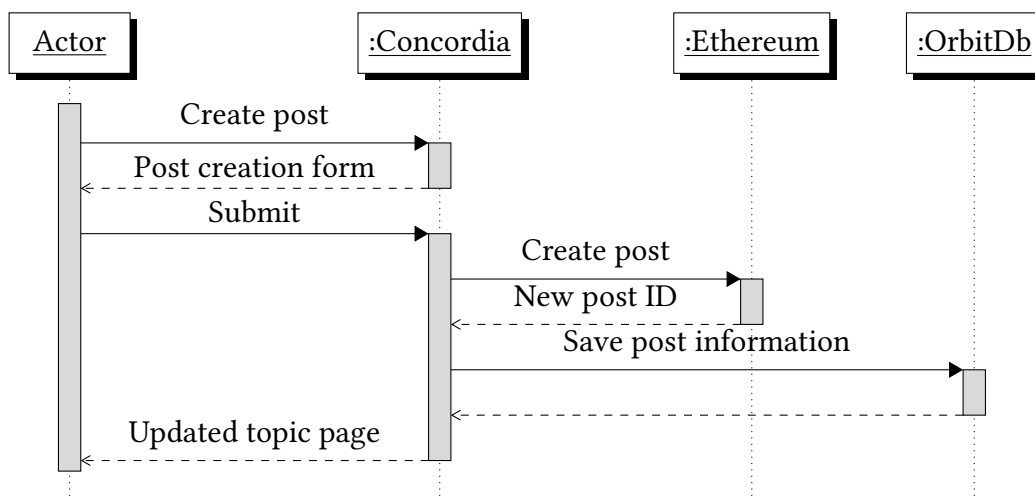 Actor
:Concordia
:Ethereum
:OrbitDb
Create post
Post creation form
Submit
Create post
New post ID
Save post information
Updated topic page